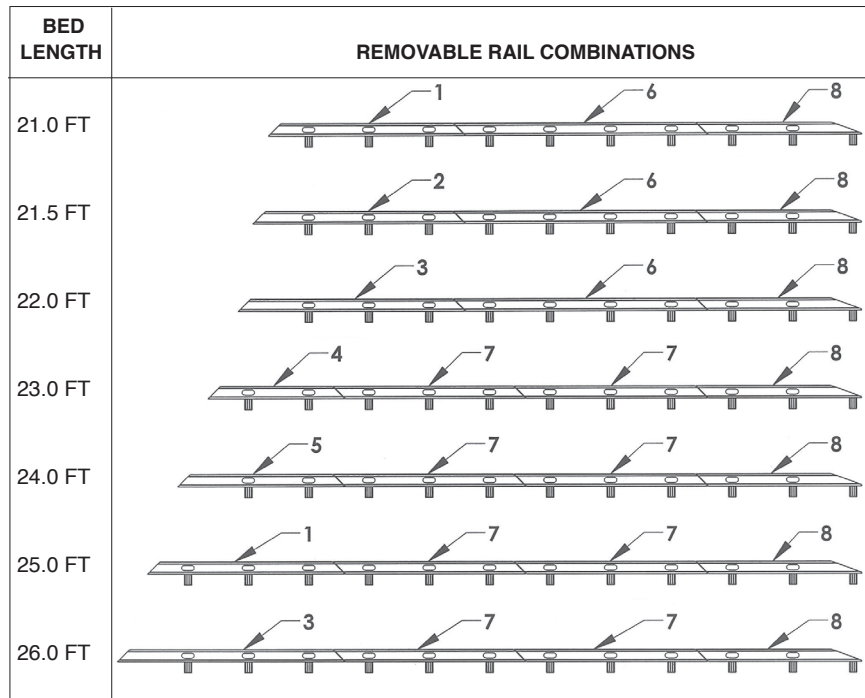 BED LENGTH
REMOVABLE RAIL COMBINATIONS
21.0 FT
1 6 8
21.5 FT
2 6 8
22.0 FT
3 6 8
23.0 FT
4 7 7 8
24.0 FT
5 7 7 8
25.0 FT
1 7 7 8
26.0 FT
3 7 7 8